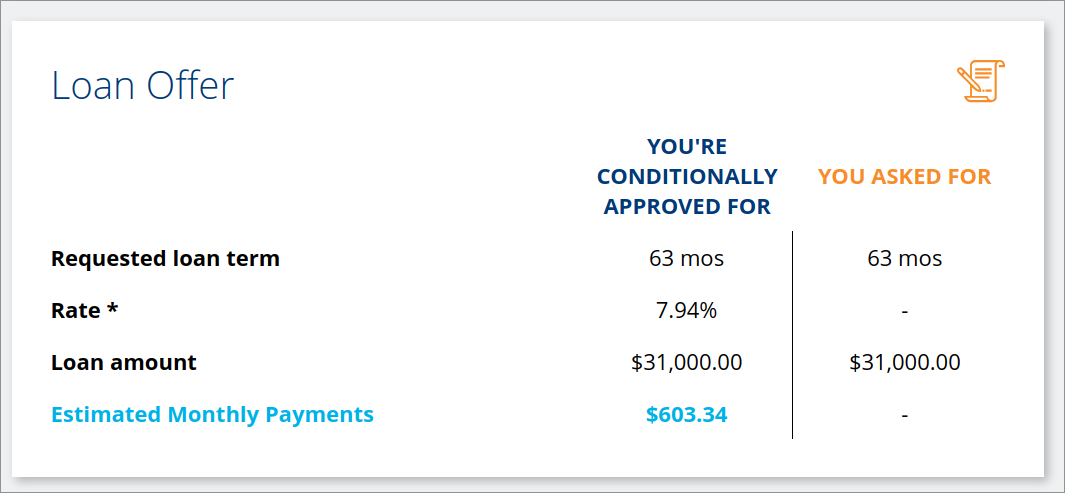 Loan Offer
YOU'RE
CONDITIONALLY
APPROVED FOR
YOU ASKED FOR
Requested loan term 63 mos 63 mos
Rate * 7.94% -
Loan amount $31,000.00 $31,000.00
Estimated Monthly Payments $603.34 -